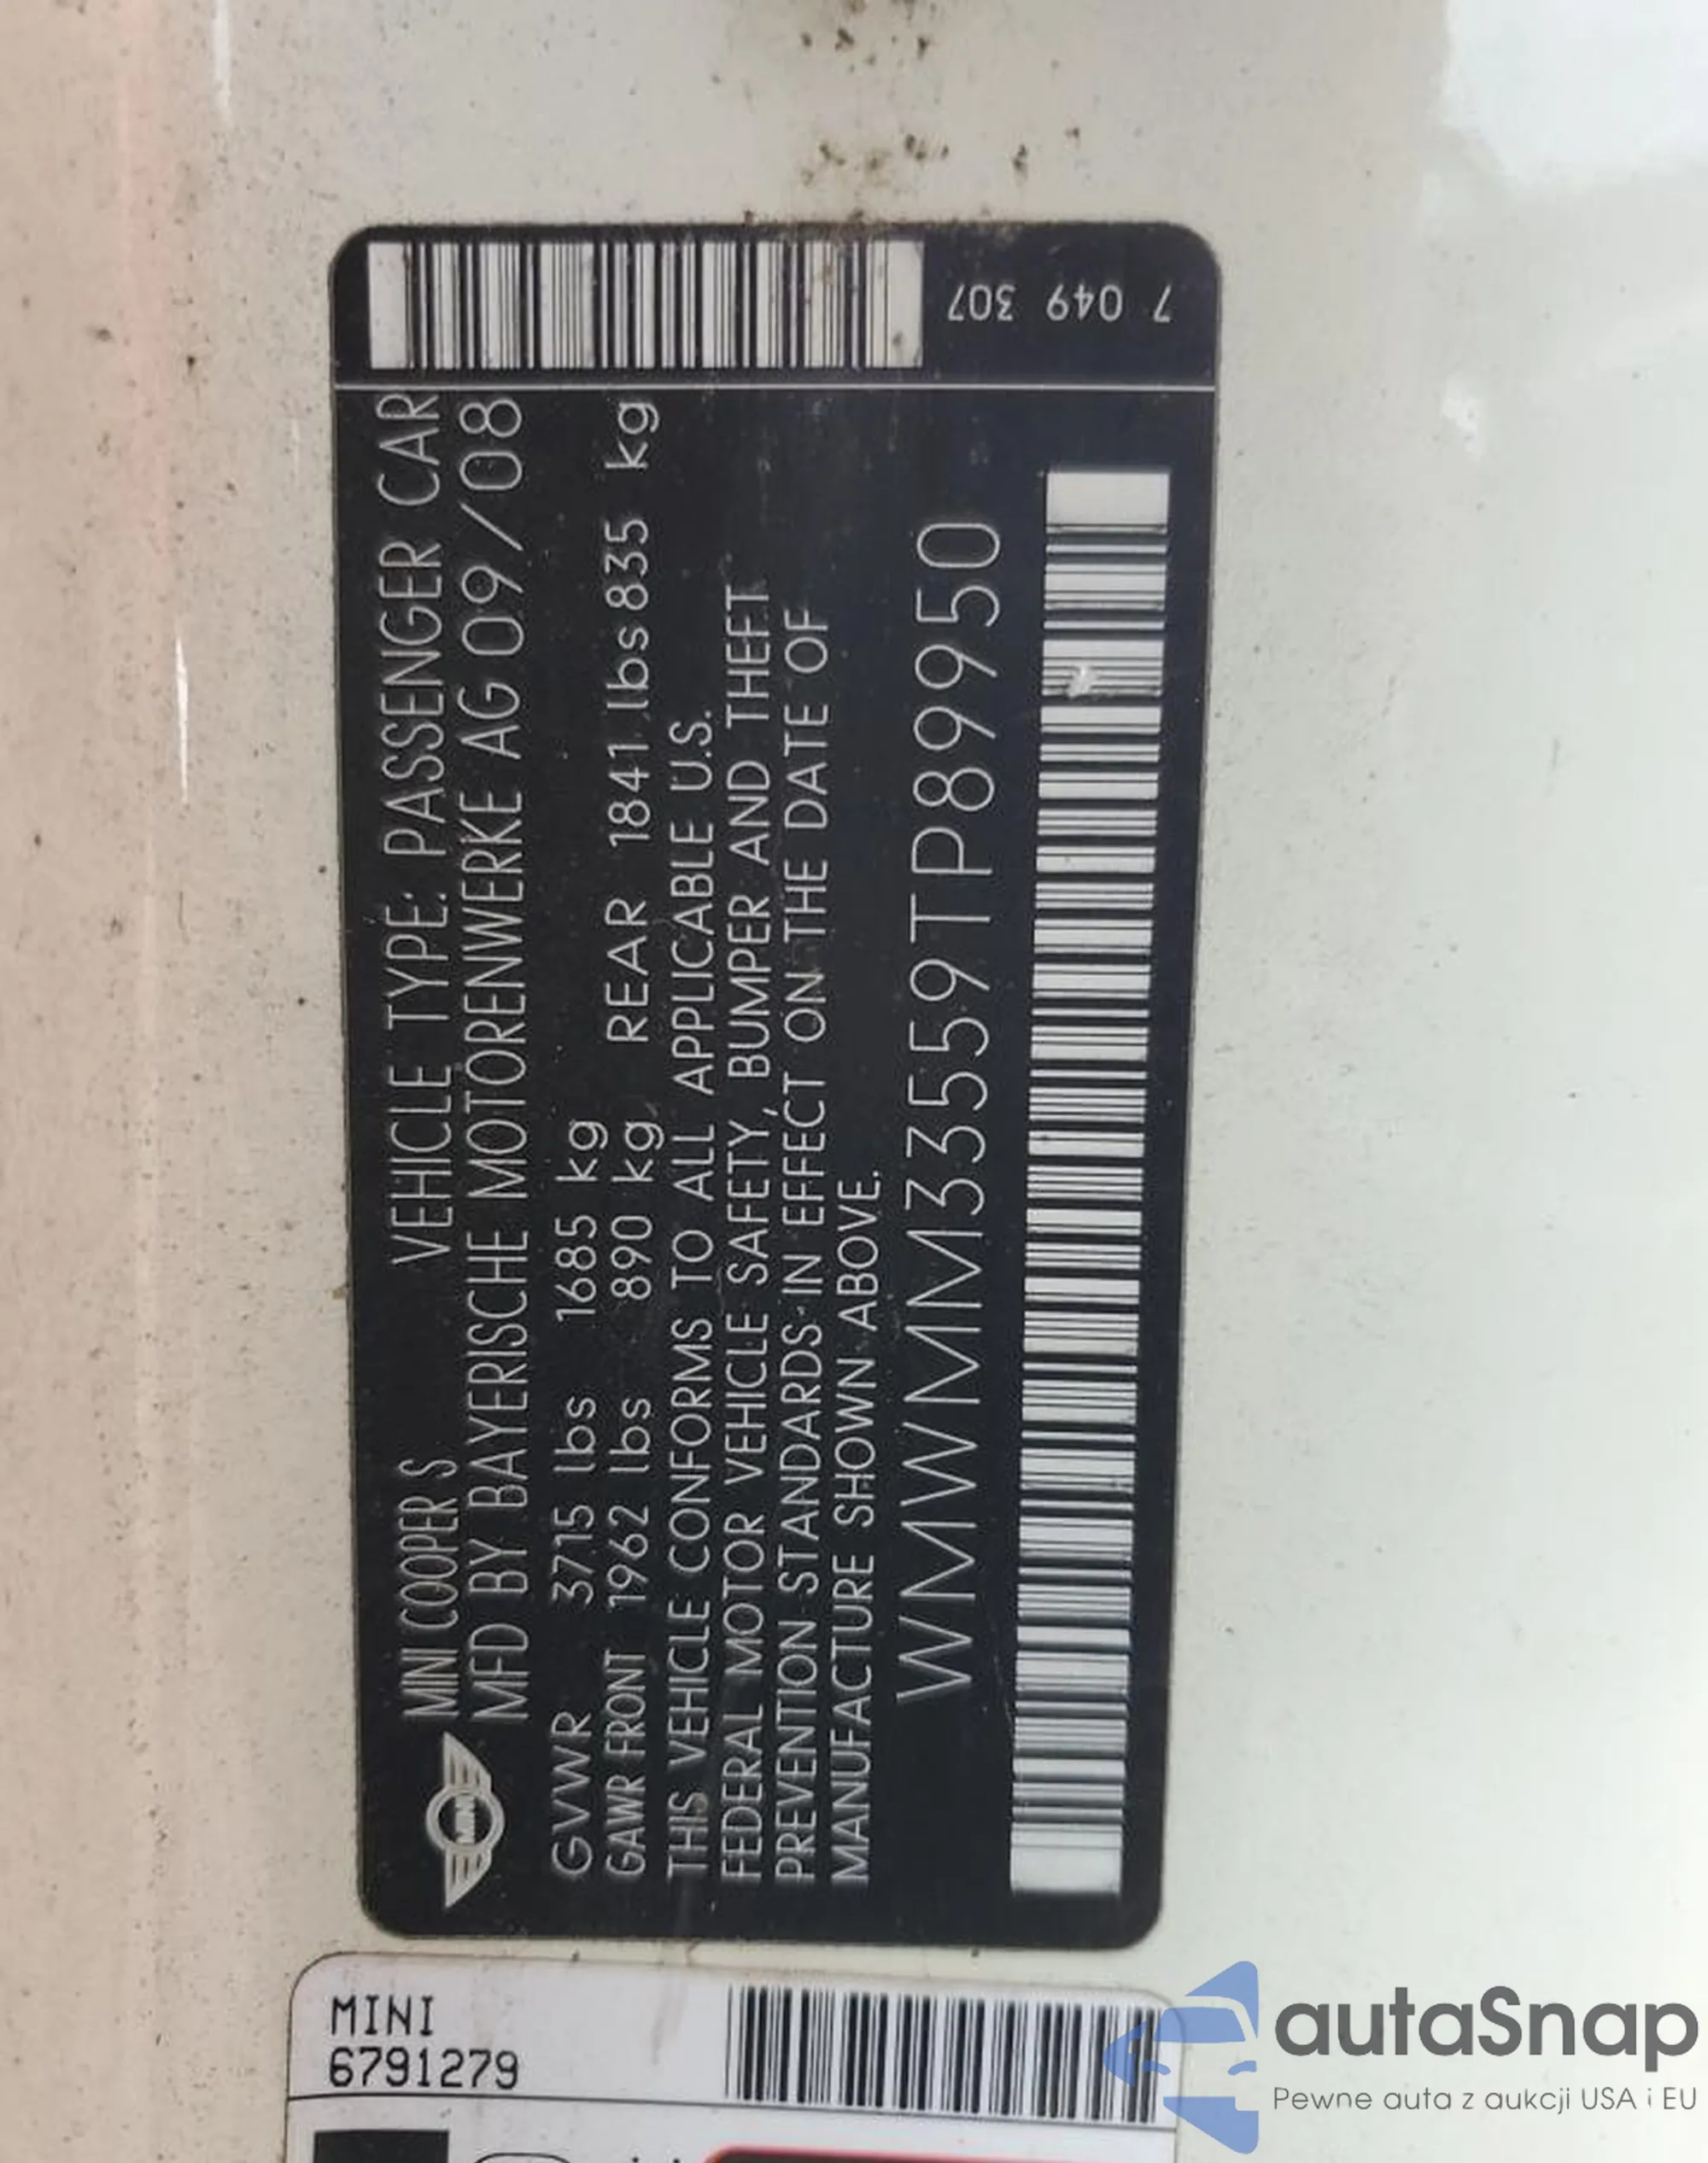 MINI COOPER S VEHICLE TYPE: PASSENGER CAR
MFD BY BAYERISCHE MOTORENWERKE AG 09/08
GVWR 3715 lbs 1685 kg
GAWR FRONT 1962 lbs 890 kg REAR 1841 lbs 835 kg
THIS VEHICLE CONFORMS TO ALL APPLICABLE U.S.
FEDERAL MOTOR VEHICLE SAFETY, BUMPER AND THEFT
PREVENTION STANDARDS IN EFFECT ON THE DATE OF
MANUFACTURE SHOWN ABOVE.
WMWMM33559TP89950
MINI
7 049 307
MINI
6791279
autaSnap
Pewne auta z aukcji USA i EU